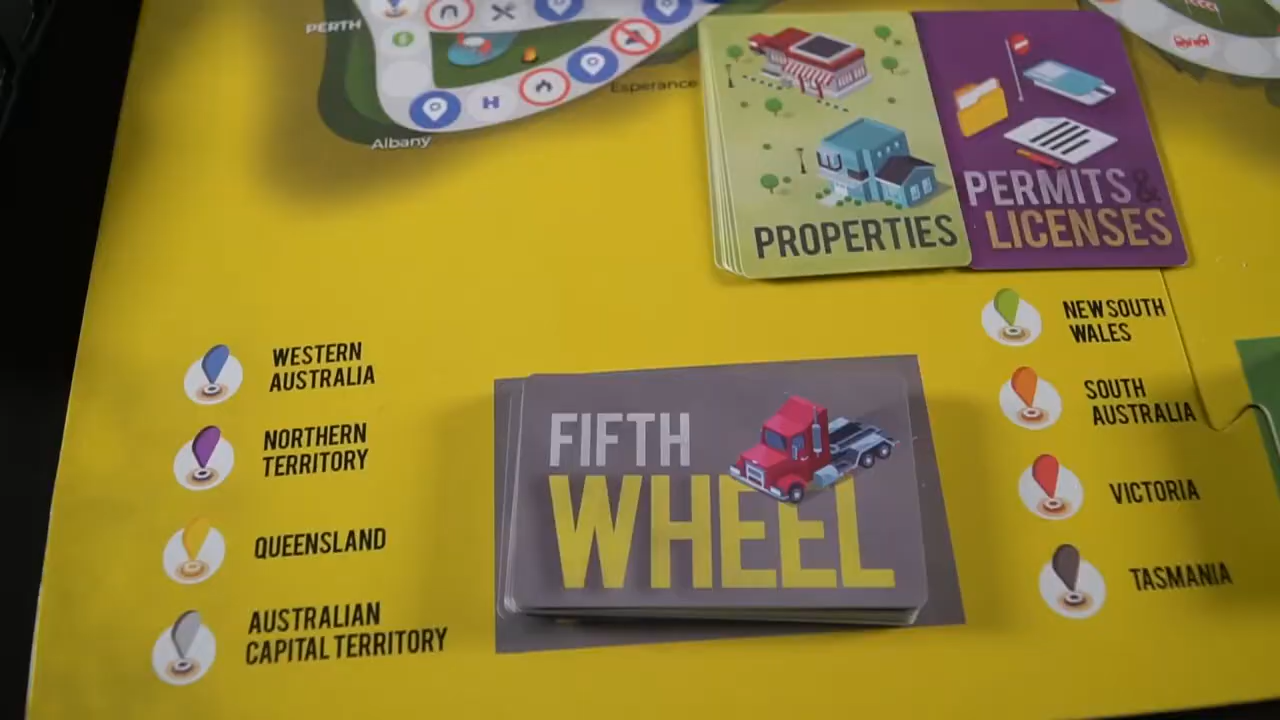 PERTH
Esperance
Albany
H
PROPERTIES
PERMITS &
LICENSES
WESTERN
AUSTRALIA
NORTHERN
TERRITORY
QUEENSLAND
AUSTRALIAN
CAPITAL TERRITORY
FIFTH
WHEEL
NEW SOUTH
WALES
SOUTH
AUSTRALIA
VICTORIA
TASMANIA